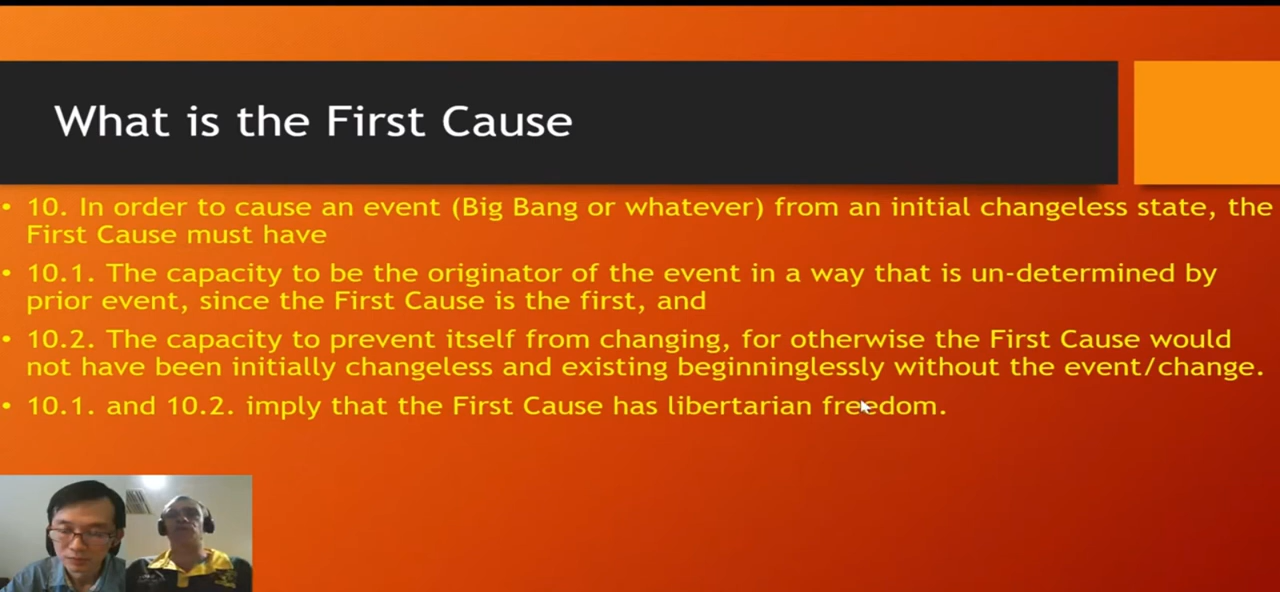 What is the First Cause
• 10. In order to cause an event (Big Bang or whatever) from an initial changeless state, the
First Cause must have
• 10.1. The capacity to be the originator of the event in a way that is un-determined by
prior event, since the First Cause is the first, and
• 10.2. The capacity to prevent itself from changing, for otherwise the First Cause would
not have been initially changeless and existing beginninglessly without the event/change.
• 10.1. and 10.2. imply that the First Cause has libertarian freedom.